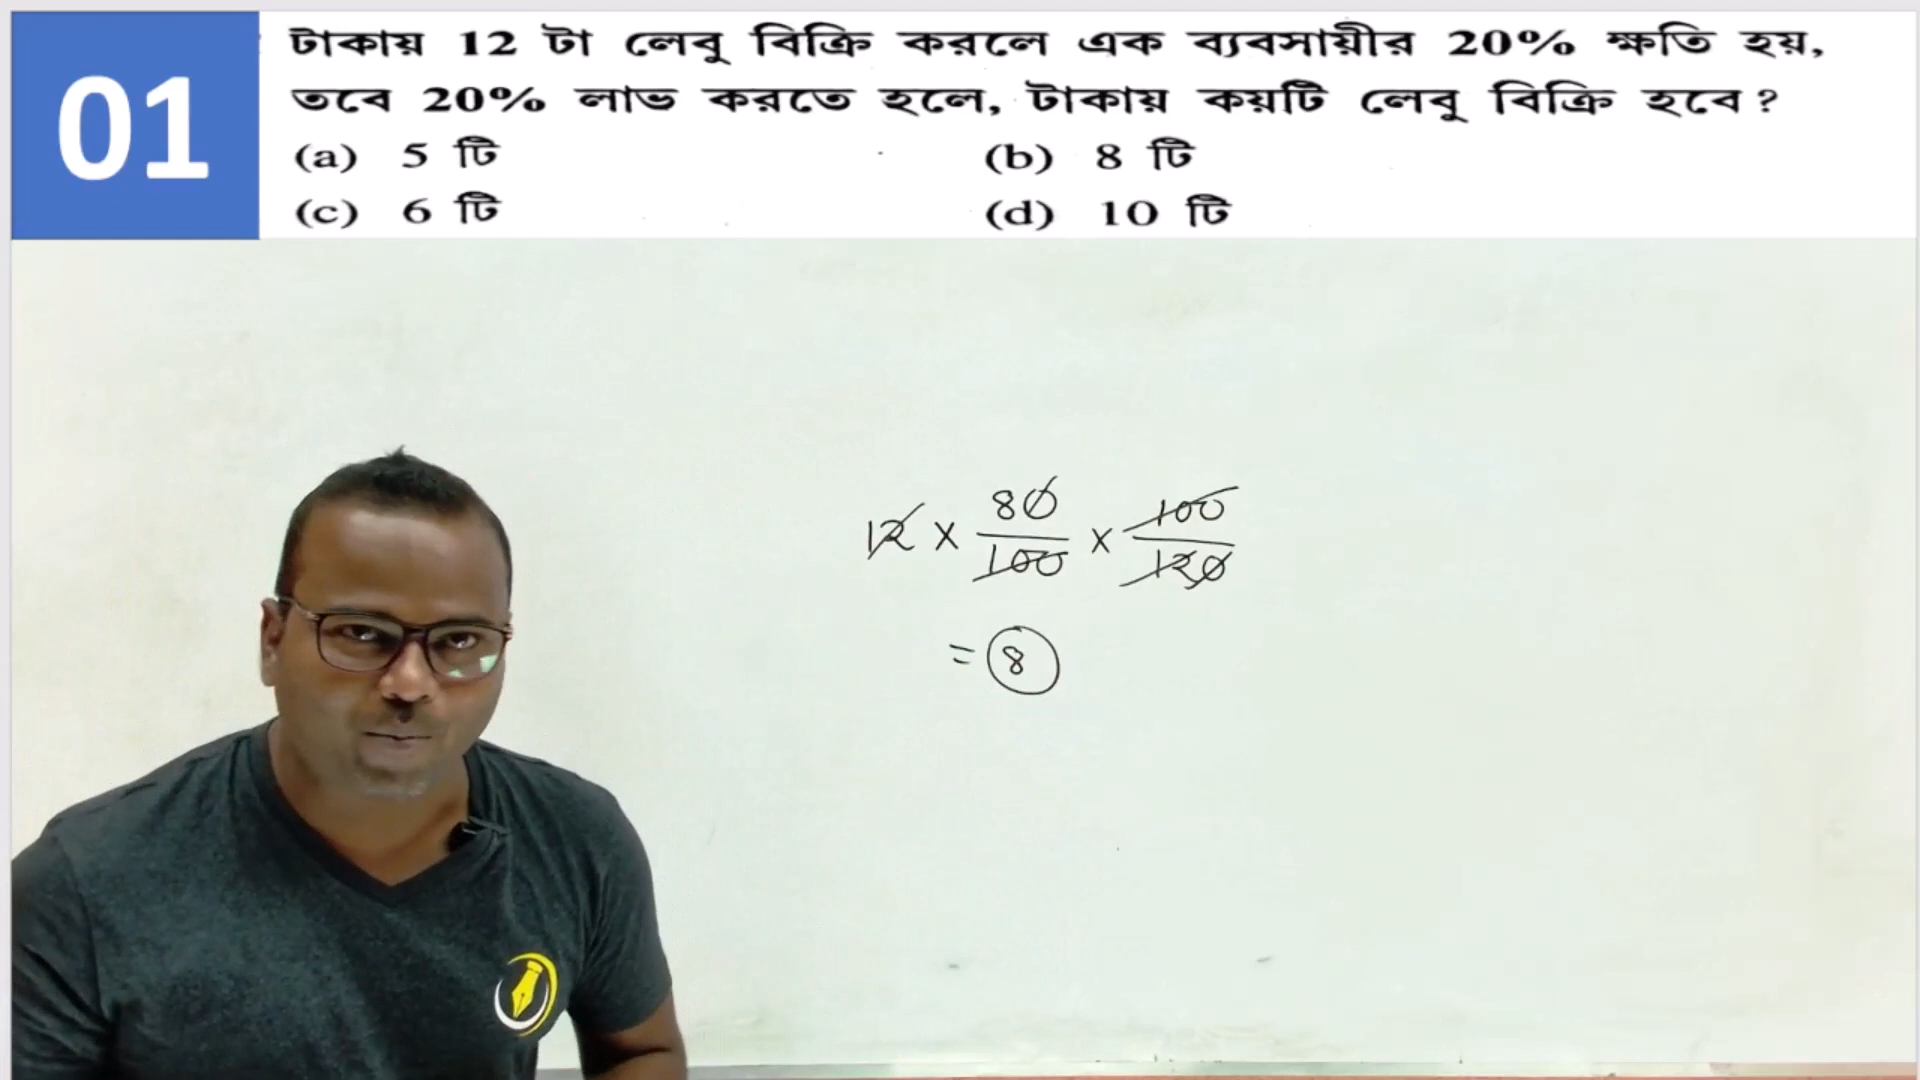 01
টাকায় 12 টা লেবু বিক্রি করলে এক ব্যবসায়ীর 20% ক্ষতি হয়,
তবে 20% লাভ করতে হলে, টাকায় কয়টি লেবু বিক্রি হবে?
(a) 5 টি (b) 8 টি
(c) 6 টি (d) 10 টি
12 × 80/100 × 100/120
= 8